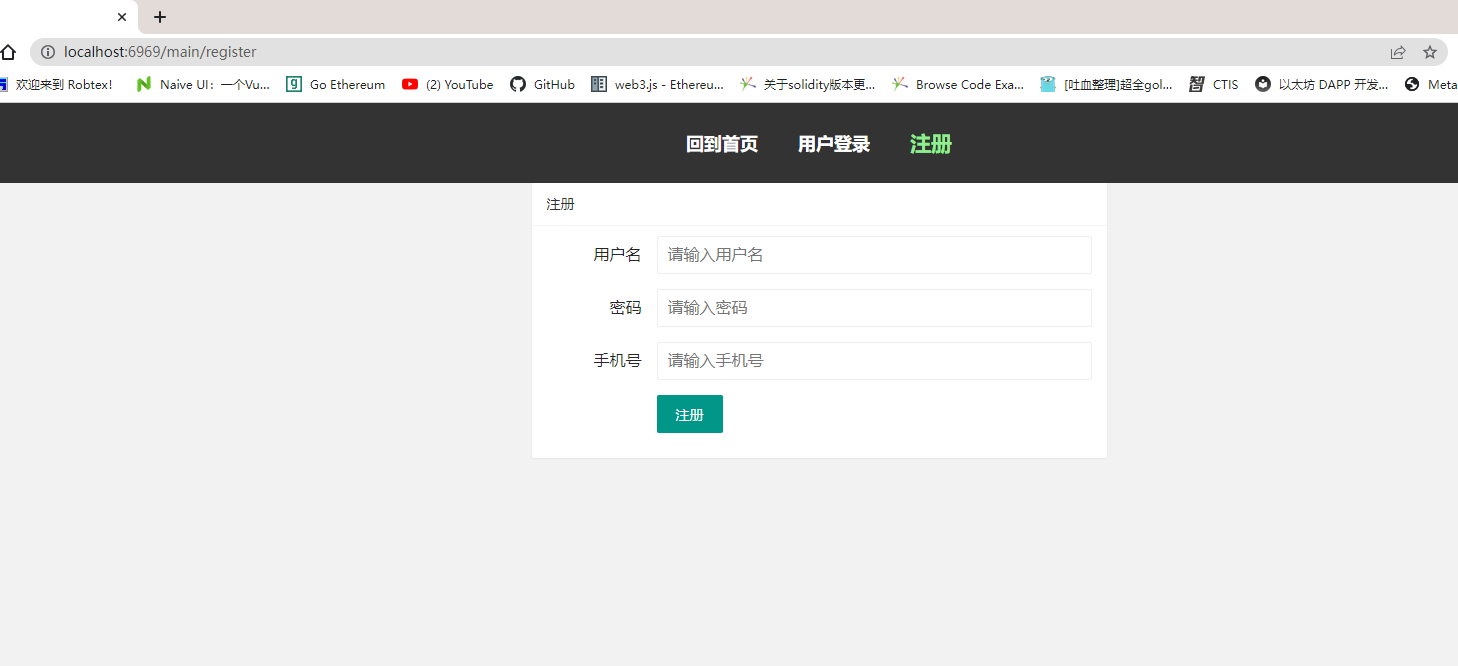 localhost:6969/main/register
欢迎来到 Robtex! Naive UI：一个Vu... Go Ethereum (2) YouTube GitHub web3.js - Ethereu... 关于solidity版本更... Browse Code Exa... [吐血整理]超全gol... CTIS 以太坊 DAPP 开发... Meta
回到首页 用户登录 注册
注册
用户名 请输入用户名
密码 请输入密码
手机号 请输入手机号
注册